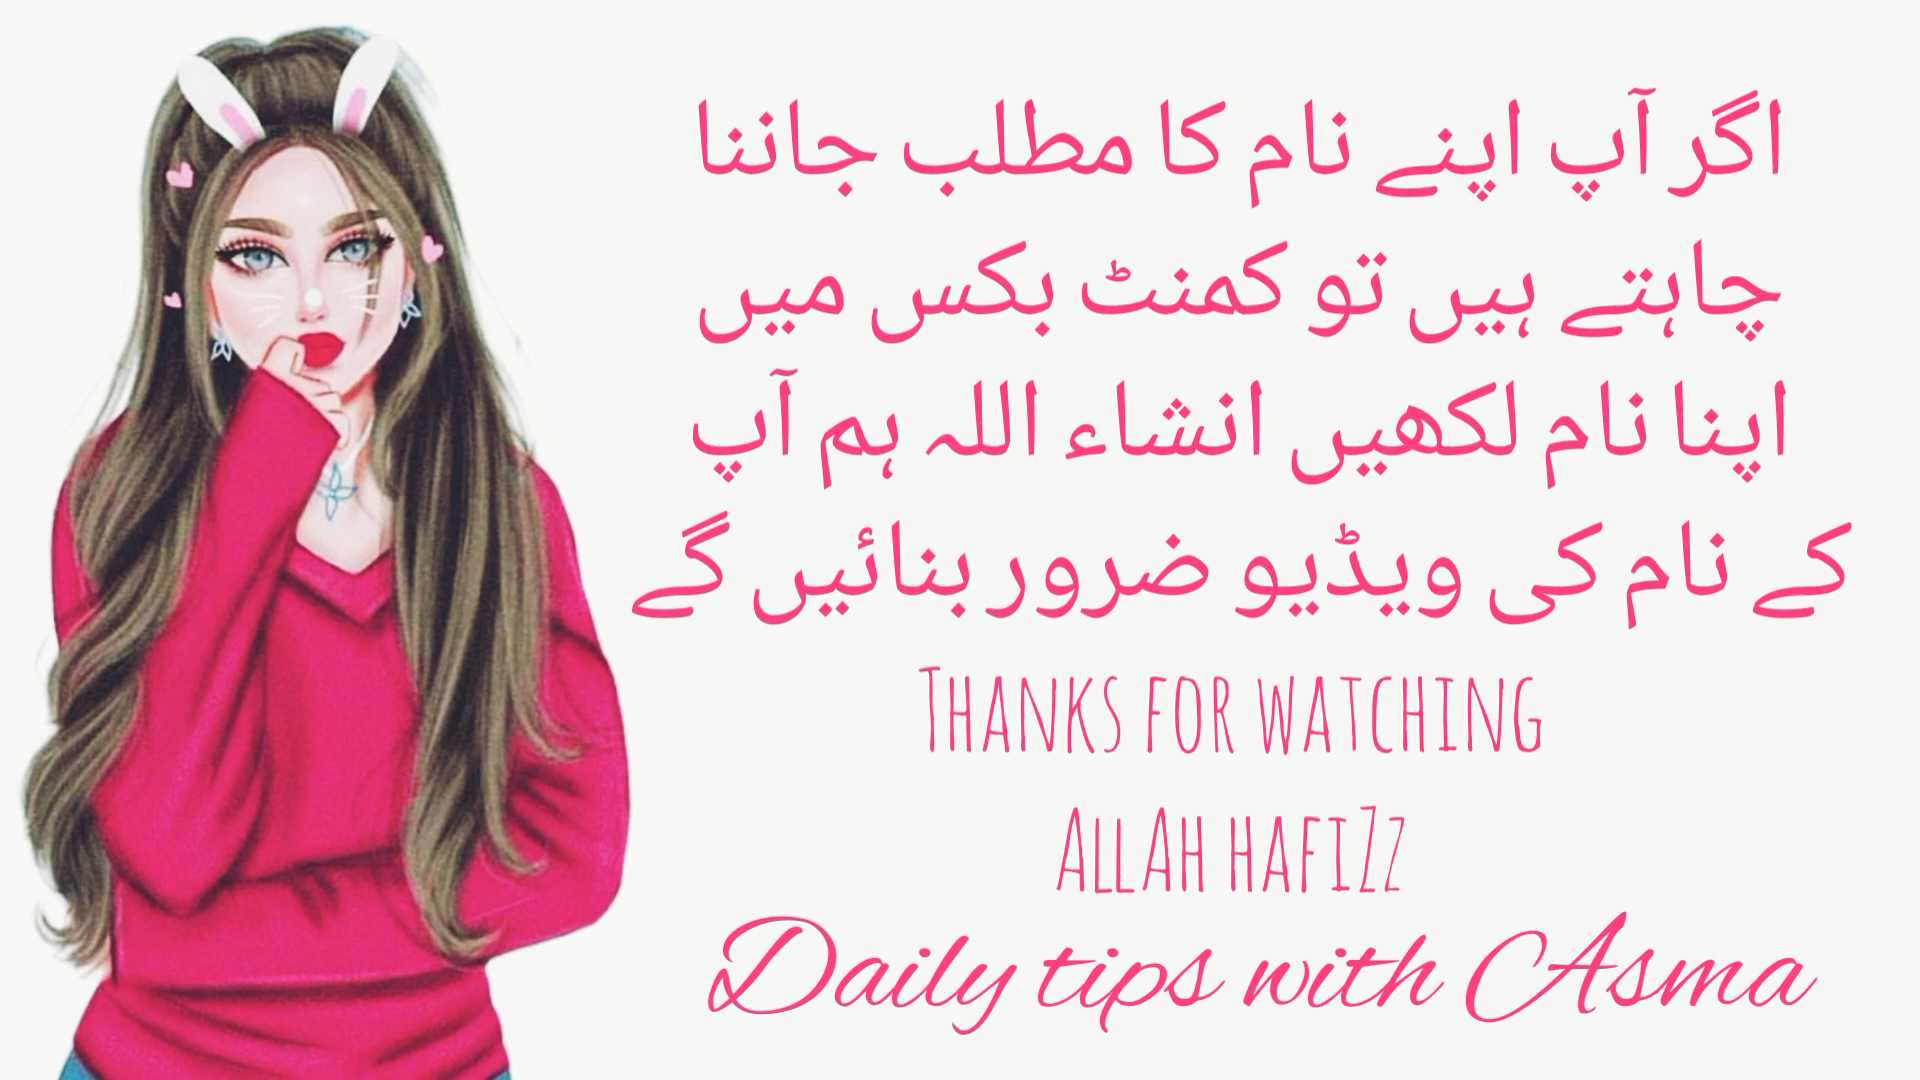 اگر آپ اپنے نام کا مطلب جاننا
چاہتے ہیں تو کمنٹ بکس میں
اپنا نام لکھیں انشاء اللہ ہم آپ
کے نام کی ویڈیو ضرور بنائیں گے
Thanks for watching
AllAh hafiZz
Daily tips with Asma